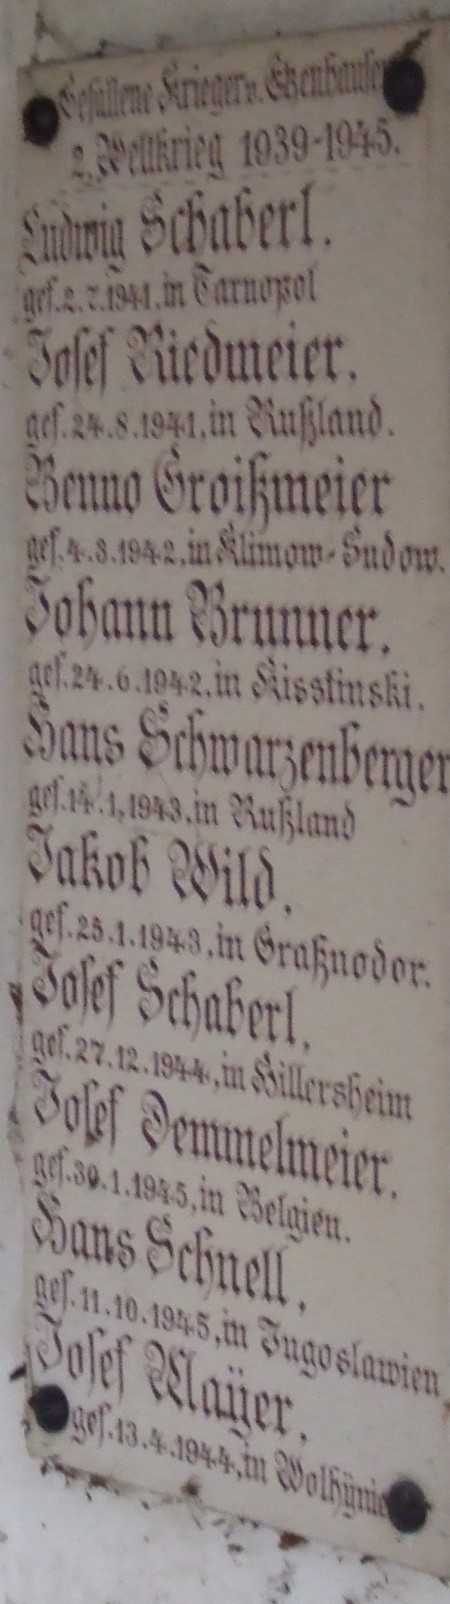 Gefallene Krieger v. Etzenhausen
2. Weltkrieg 1939-1945.
Ludwig Schaberl.
gef. 2.7.1941, in Tarnopol
Josef Riedmeier.
gef. 24.8.1941, in Rußland.
Benno Groißmeier
gef. 4.3.1942, in Klimow-Sudow.
Johann Brunner.
gef. 24.6.1942. in Kisstinski.
Hans Schwarzenberger
gef. 14.1.1943. in Rußland
Jakob Wild.
gef. 25.1.1943, in Graßnodor.
Josef Schaberl.
gef. 27.12.1944, in Hillersheim
Josef Demmelmeier.
gef. 30.1.1945, in Belgien.
Hans Schnell.
gef. 11.10.1945, in Jugoslawien
Josef Maÿer.
gef. 13.4.1944, in Wolhÿnie